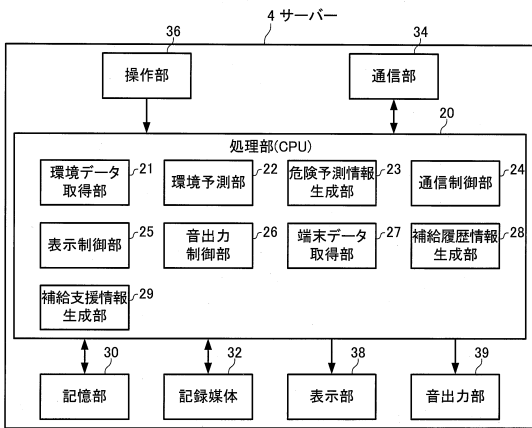 4 サーバー
36
操作部
34
通信部
20
処理部(CPU)
環境データ
取得部
21
環境予測部
22
危険予測情報
生成部
23
通信制御部
24
表示制御部
25
音出力
制御部
26
端末データ
取得部
27
補給履歴情報
生成部
28
補給支援情報
生成部
29
30
記憶部
32
記録媒体
38
表示部
39
音出力部